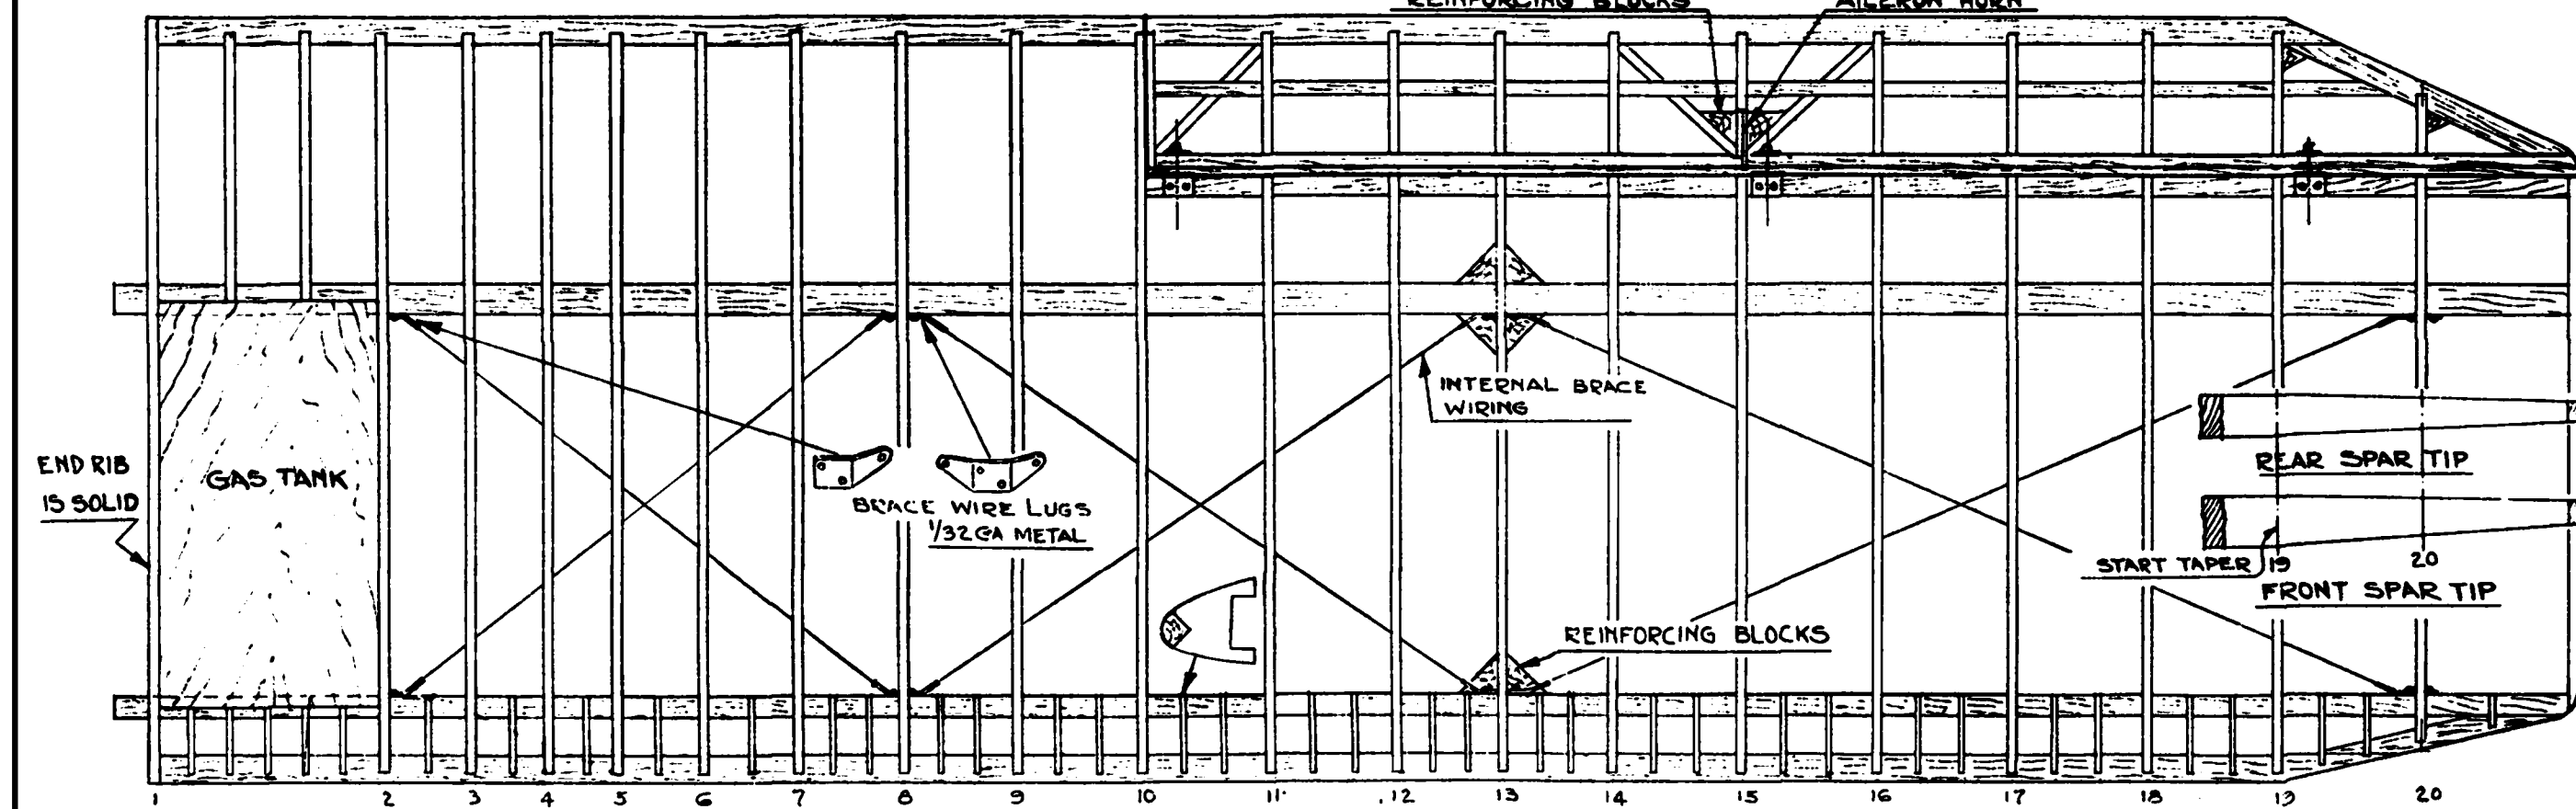 REINFORCING BLOCKS
AILERON HORN
INTERNAL BRACE
WIRING
END RIB
IS SOLID
GAS TANK
BRACE WIRE LUGS
1/32 GA METAL
REAR SPAR TIP
START TAPER
19
20
FRONT SPAR TIP
REINFORCING BLOCKS
1 2 3 4 5 6 7 8 9 10 11 12 13 14 15 16 17 18 19 20